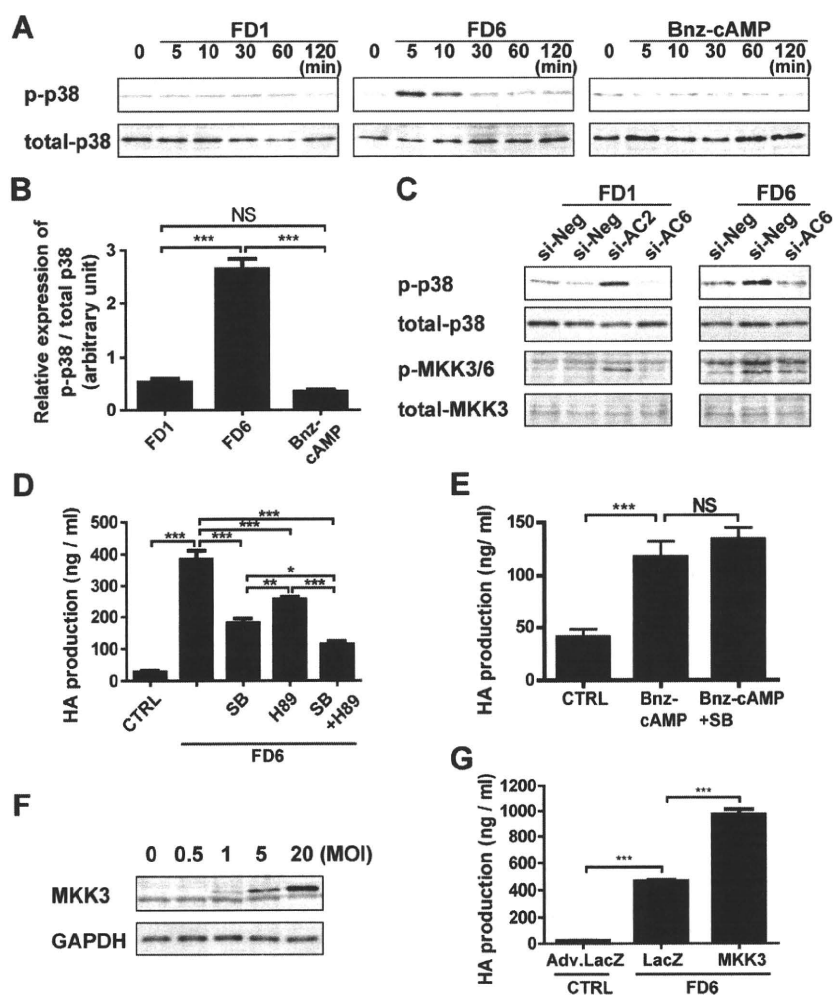 A
FD1
FD6
Bnz-cAMP
0 5 10 30 60 120
(min)
0 5 10 30 60 120
(min)
0 5 10 30 60 120
(min)
p-p38
total-p38
B
NS
*** ***
Relative expression of
p-p38 / total p38
(arbitrary unit)
3
2
1
0
FD1
FD6
Bnz-
cAMP
C
FD1
FD6
si-Neg si-Neg si-AC2 si-AC6
si-Neg si-Neg si-AC6
p-p38
total-p38
p-MKK3/6
total-MKK3
D
HA production (ng / ml)
500
400
300
200
100
0
***
***
*** ***
*
** ***
CTRL
-
SB
H89
SB
+H89
FD6
E
HA production (ng/ ml)
150
100
50
0
*** NS
CTRL
Bnz-
cAMP
Bnz-cAMP
+SB
F
0 0.5 1 5 20 (MOI)
MKK3
GAPDH
G
HA production (ng / ml)
1200
1000
800
600
400
200
0
***
***
Adv.LacZ LacZ MKK3
CTRL FD6